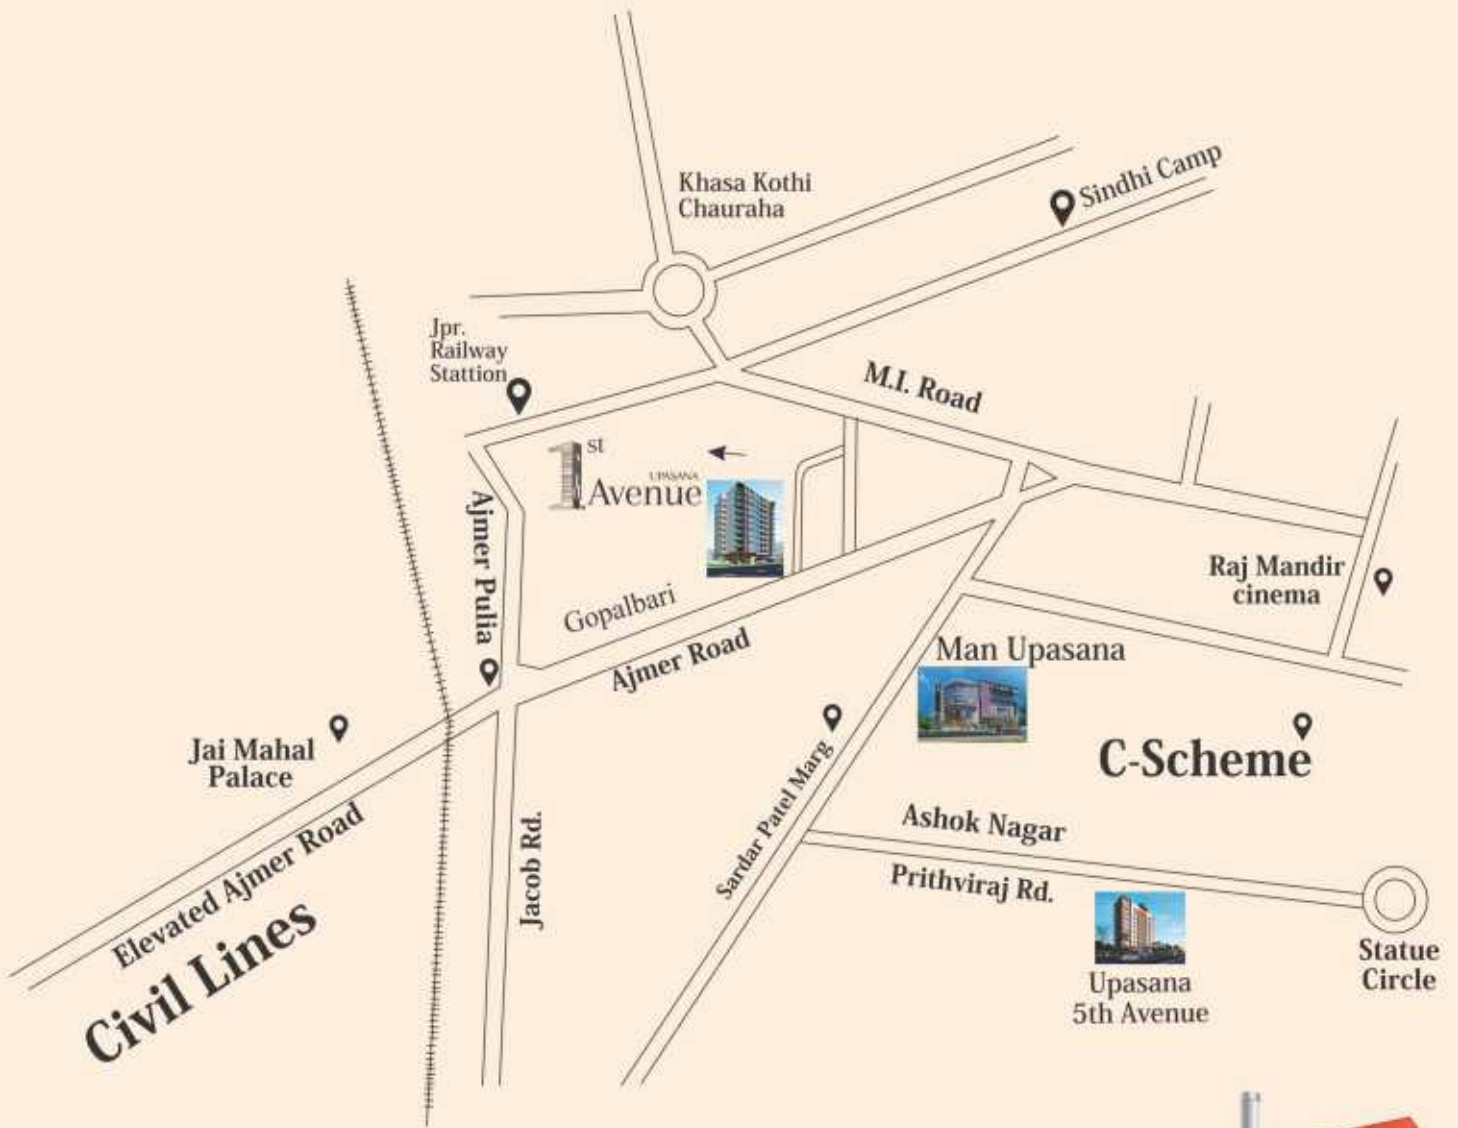 Khasa Kothi
Chauraha
Sindhi Camp
Jpr.
Railway
Stattion
M.I. Road
1st
UPASANA
Avenue
Ajmer Pulia
Gopalbari
Ajmer Road
Raj Mandir
cinema
Man Upasana
Jai Mahal
Palace
C-Scheme
Sardar Patel Marg
Elevated Ajmer Road
Jacob Rd.
Ashok Nagar
Prithviraj Rd.
Civil Lines
Statue
Circle
Upasana
5th Avenue